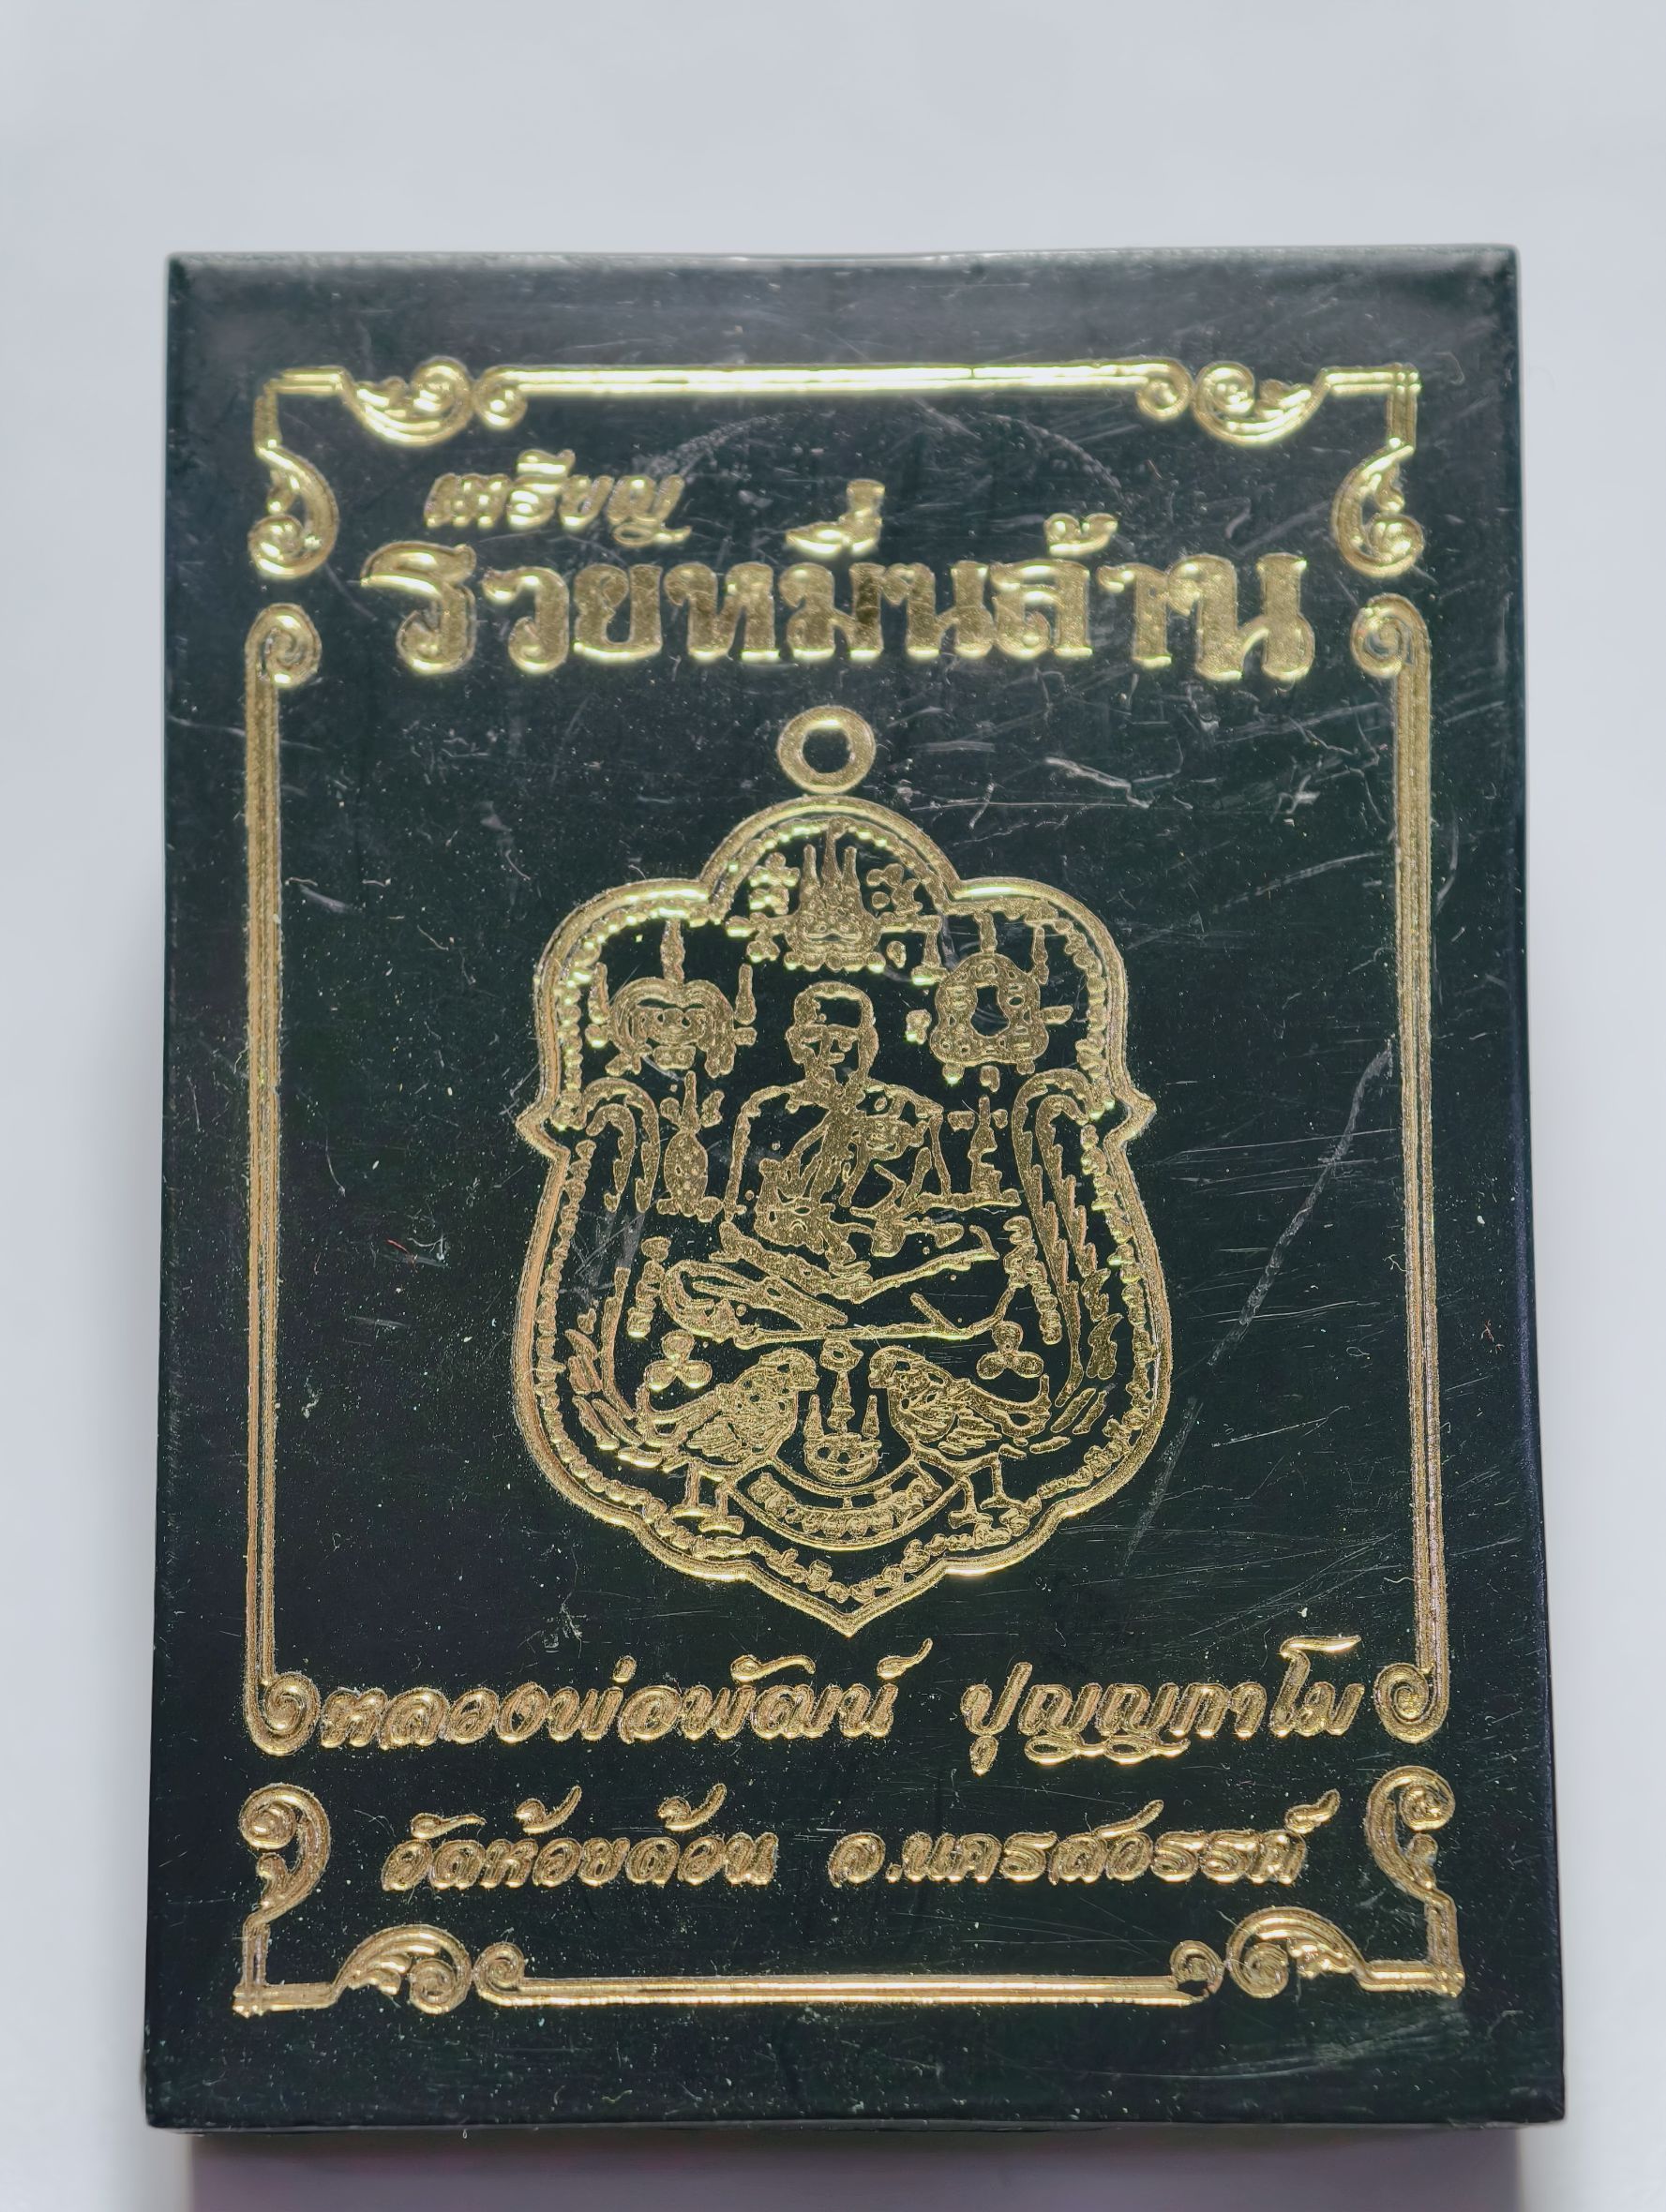 เหรียญ
รวยหมื่นล้าน
หลวงพ่อพัฒน์ ปุญญกาโม
วัดห้วยด้วน จ.นครสวรรค์